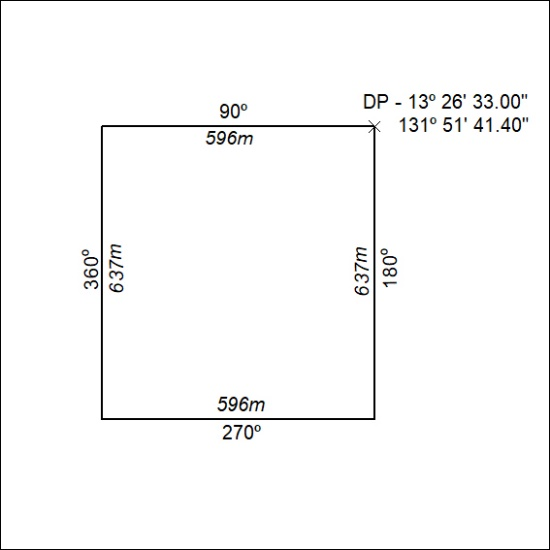 DP - 13º 26' 33.00"
131º 51' 41.40"
90º
596m
360º
637m
637m
180º
596m
270º